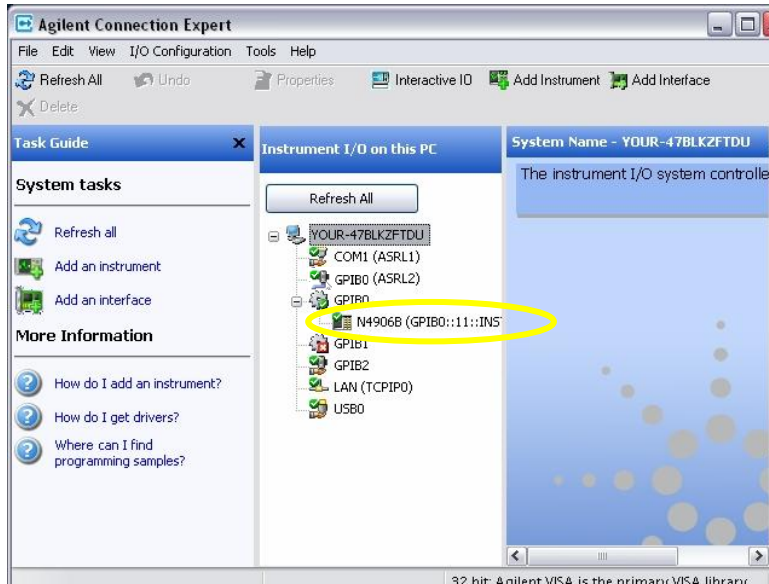 Agilent Connection Expert
File Edit View I/O Configuration Tools Help
Refresh All Undo Properties Interactive IO Add Instrument Add Interface
Delete
Task Guide
System tasks
Refresh all
Add an instrument
Add an interface
More Information
How do I add an instrument?
How do I get drivers?
Where can I find
programming samples?
Instrument I/O on this PC
Refresh All
YOUR-47BLKZFTDU
COM1 (ASRL1)
GPIB0 (ASRL2)
GPIB0
N4906B (GPIB0::11::INS
GPIB1
GPIB2
LAN (TCPIP0)
USB0
System Name - YOUR-47BLKZFTDU
The instrument I/O system controlle
32 bit: Agilent VISA is the primary VISA library